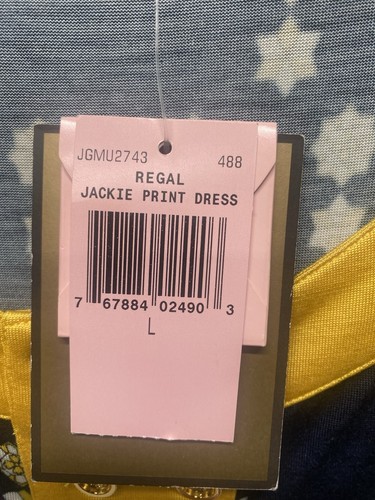 JGMU2743 488
REGAL
JACKIE PRINT DRESS
7 67884 02490 3
L